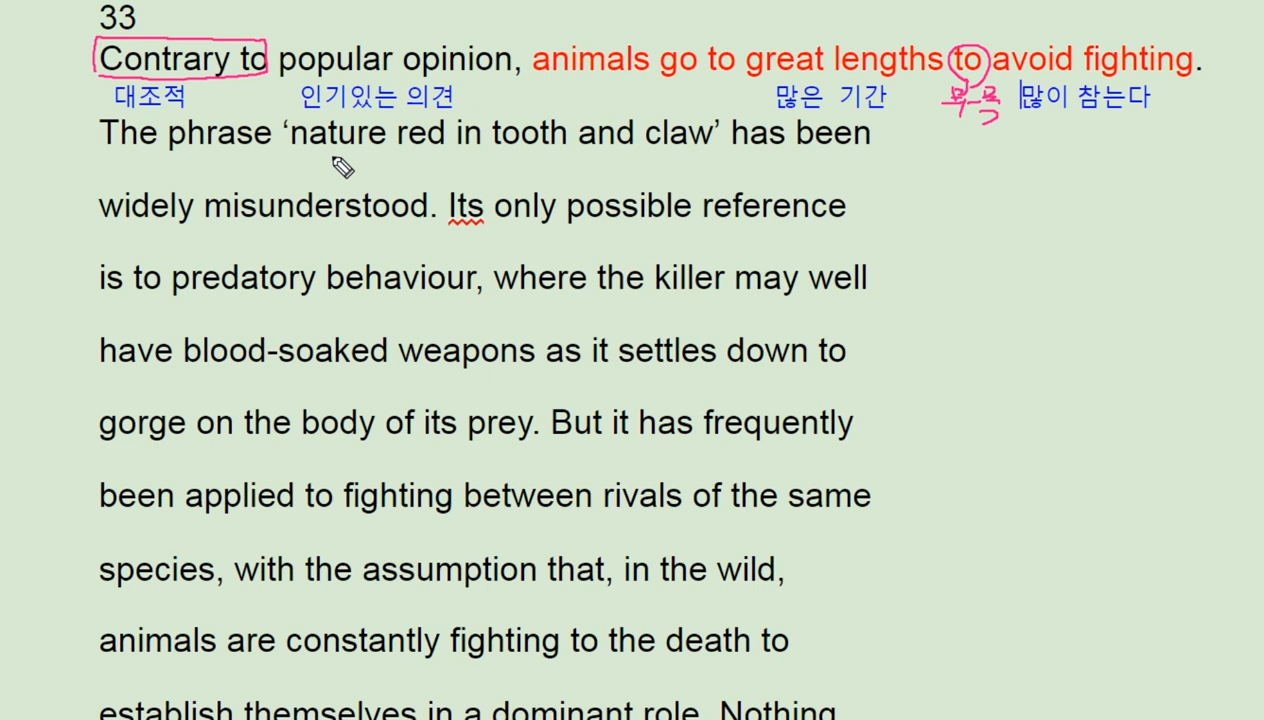 33
Contrary to popular opinion, animals go to great lengths to avoid fighting.
대조적 인기있는 의견 많은 기간 많이 참는다
The phrase ‘nature red in tooth and claw’ has been
widely misunderstood. Its only possible reference
is to predatory behaviour, where the killer may well
have blood-soaked weapons as it settles down to
gorge on the body of its prey. But it has frequently
been applied to fighting between rivals of the same
species, with the assumption that, in the wild,
animals are constantly fighting to the death to
establish themselves in a dominant role. Nothing